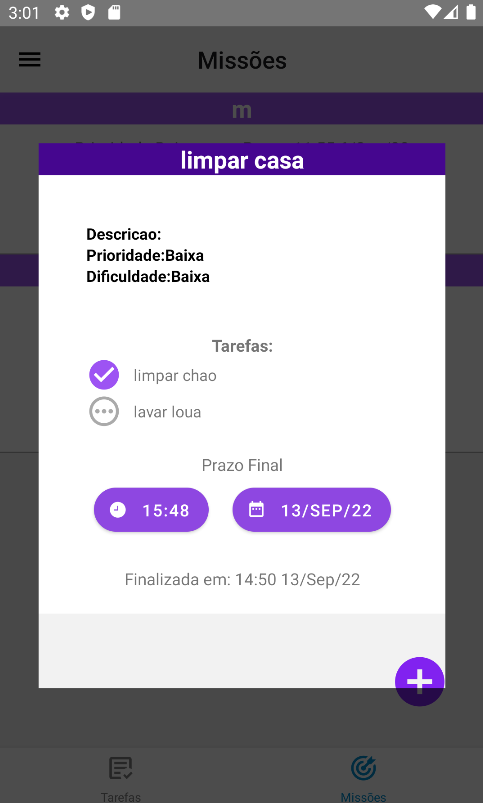 3:01
Missões
m
limpar casa
Descricao:
Prioridade:Baixa
Dificuldade:Baixa
Tarefas:
limpar chao
lavar loua
Prazo Final
15:48
13/SEP/22
Finalizada em: 14:50 13/Sep/22
Tarefas
Missões